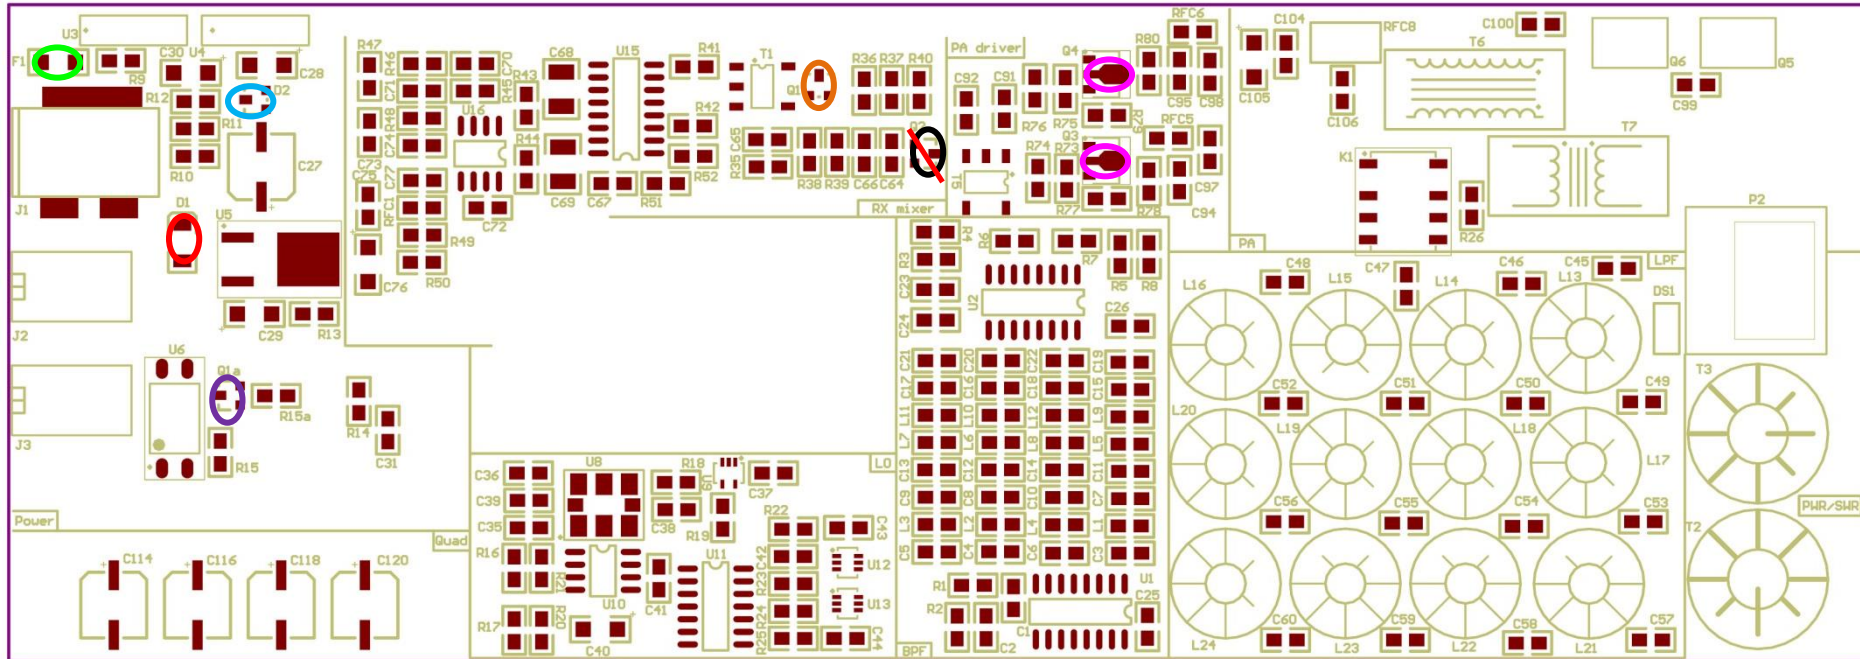 U3
U4
F1
R9
C30
C28
R12
D2
R11
R10
C27
J1
D1
U5
J2
C29
R13
U6
J3
Q1a
R15a
R15
R14
C31
Power
Quad
C114
C116
C118
C120
R47
R46
C70
C71
R45
U16
R48
C74
C73
C75
C77
RFC1
R49
C72
R50
C76
R43
C68
U15
R41
R44
R42
R52
C69
C67
R51
T1
Q1
C65
R35
R36
R37
R40
R38
R39
C66
C64
RX mixer
PA driver
C92
C91
T5
R76
R75
R74
R73
Q4
Q3
R79
R77
R78
RFC6
R80
C95
C98
RFC5
C97
C94
C104
C105
RFC8
C106
T6
C100
Q6
Q5
C99
T7
K1
R26
P2
PA
LPF
DS1
R4
R3
C23
C24
R6
R7
R5
R8
U2
C26
C21
C20
C22
C19
C17
C16
C18
C15
L11
L10
L12
L9
L7
L6
L8
L5
C13
C12
C14
C11
C9
C8
C10
C7
L3
L2
L4
L1
C5
C4
C6
C3
R1
R2
C1
C2
U1
C25
BPF
LO
C36
C39
C35
U8
R18
U9
C38
C37
R19
R16
R21
U10
R17
R20
C40
C41
U11
R22
C43
C42
R23
R24
R25
U12
U13
C44
L16
C48
L15
C47
L14
C46
L13
C45
L20
C52
L19
C51
C50
L18
C49
L17
C56
C55
C54
C53
L24
C60
L23
C59
L22
C58
L21
C57
T3
T2
PWR/SWR